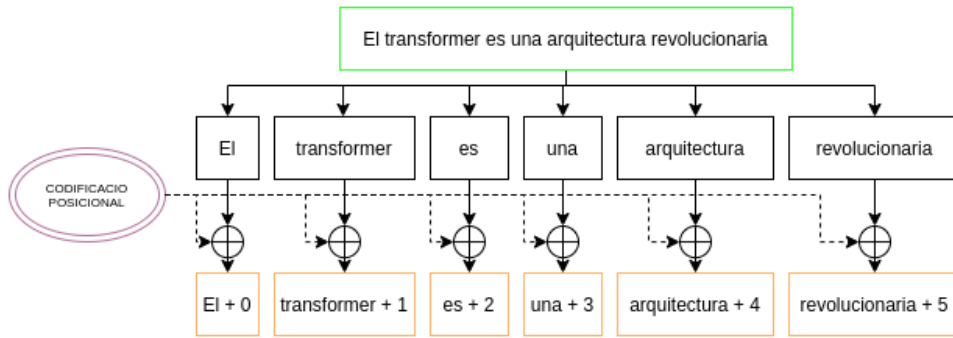 El transformer es una arquitectura revolucionaria
El transformer es una arquitectura revolucionaria
CODIFICACIO
POSICIONAL
El + 0 transformer + 1 es + 2 una + 3 arquitectura + 4 revolucionaria + 5